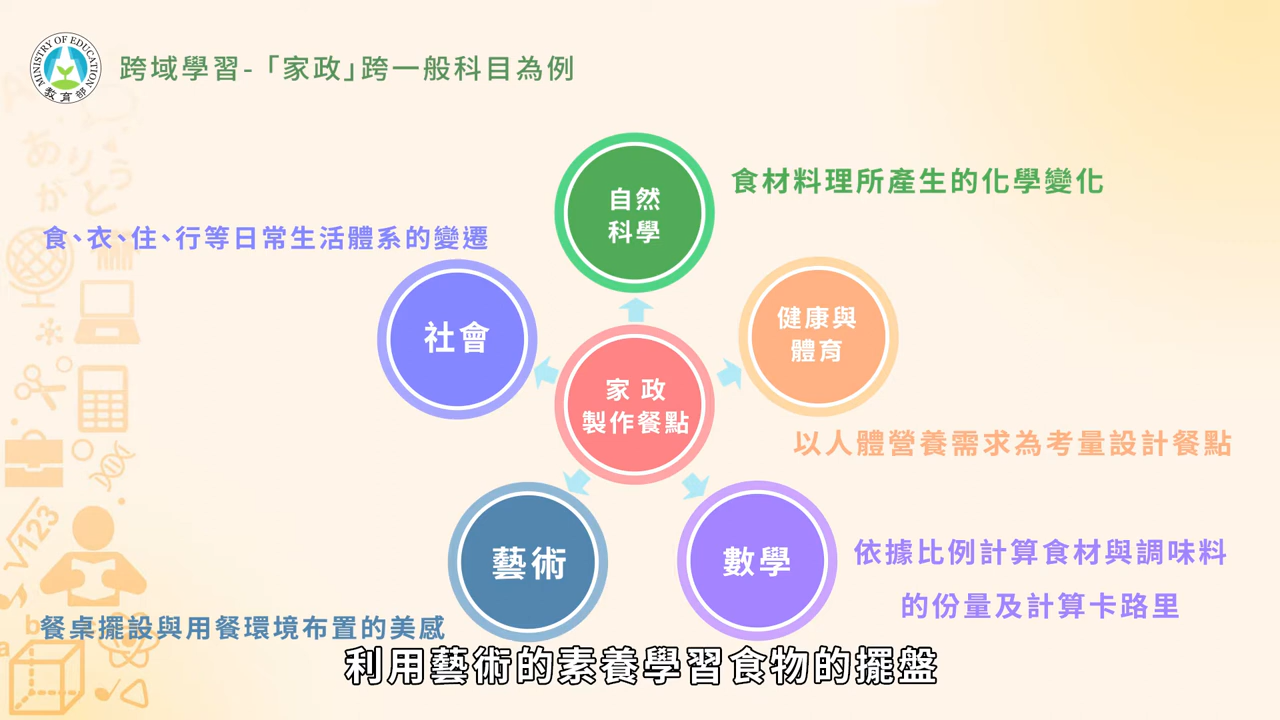 MINISTRY OF EDUCATION
教育部
跨域學習-「家政」跨一般科目為例
自然
科學
食材料理所產生的化學變化
食、衣、住、行等日常生活體系的變遷
社會
健康與
體育
家政
製作餐點
以人體營養需求為考量設計餐點
藝術
數學
依據比例計算食材與調味料
的份量及計算卡路里
餐桌擺設與用餐環境布置的美感
利用藝術的素養學習食物的擺盤
ありがとう
√123
b
a